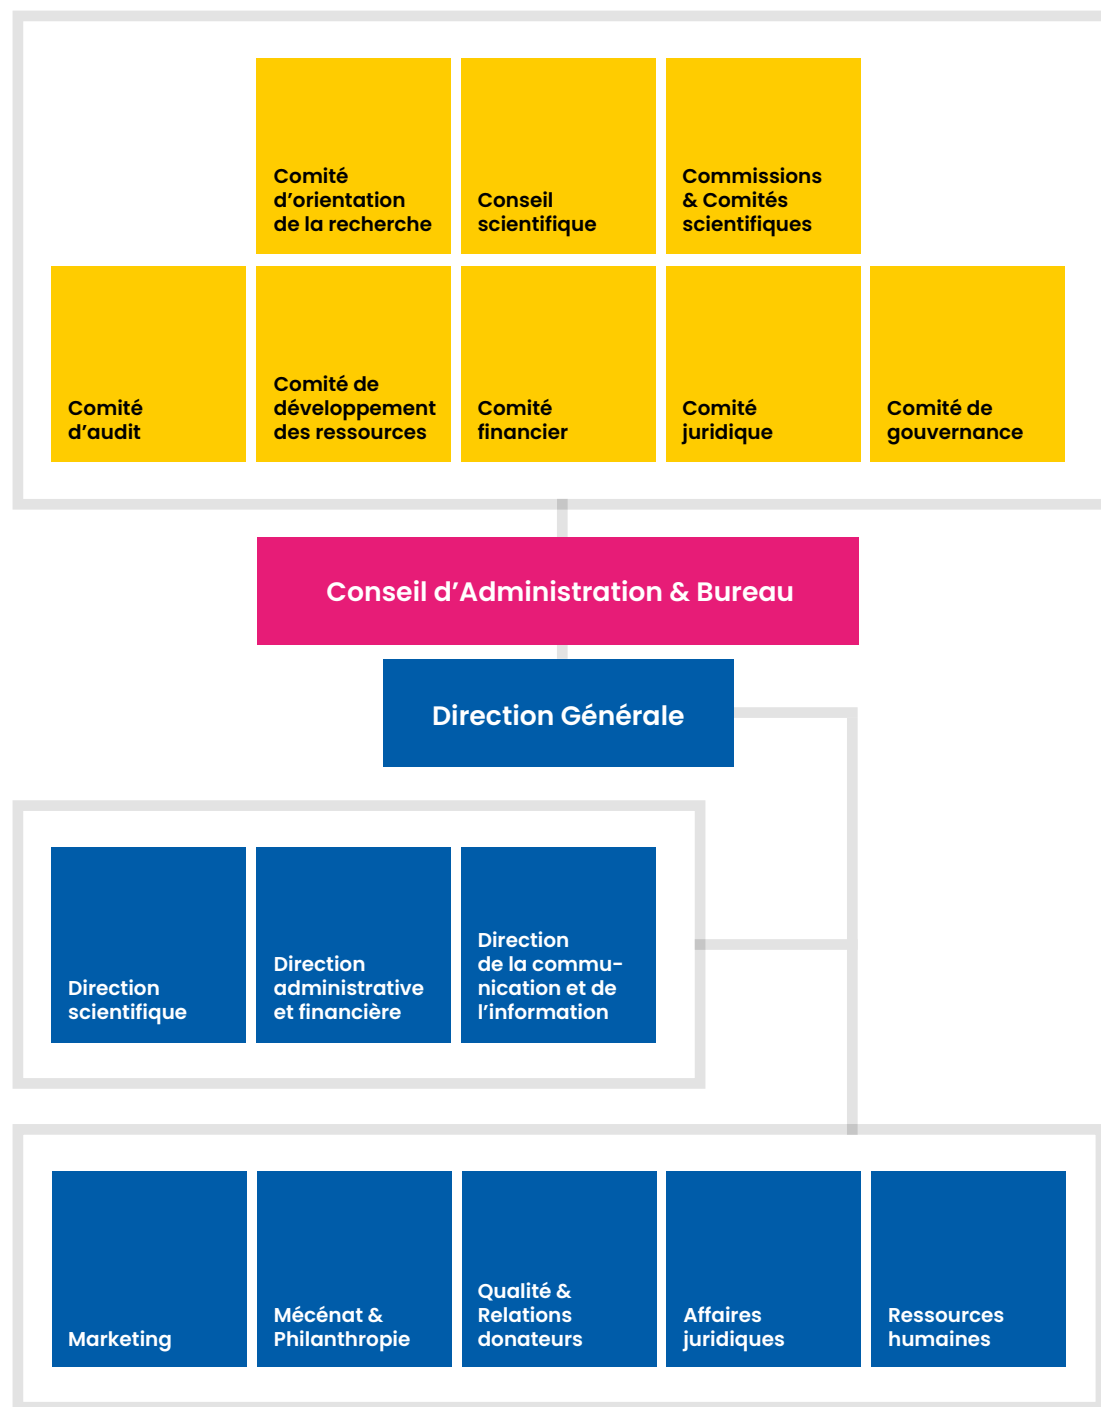 Comité
d’orientation
de la recherche
Conseil
scientifique
Commissions
& Comités
scientifiques
Comité
d’audit
Comité de
développement
des ressources
Comité
financier
Comité
juridique
Comité de
gouvernance
Conseil d’Administration & Bureau
Direction Générale
Direction
scientifique
Direction
administrative
et financière
Direction
de la commu-
nication et de
l’information
Marketing
Mécénat &
Philanthropie
Qualité &
Relations
donateurs
Affaires
juridiques
Ressources
humaines